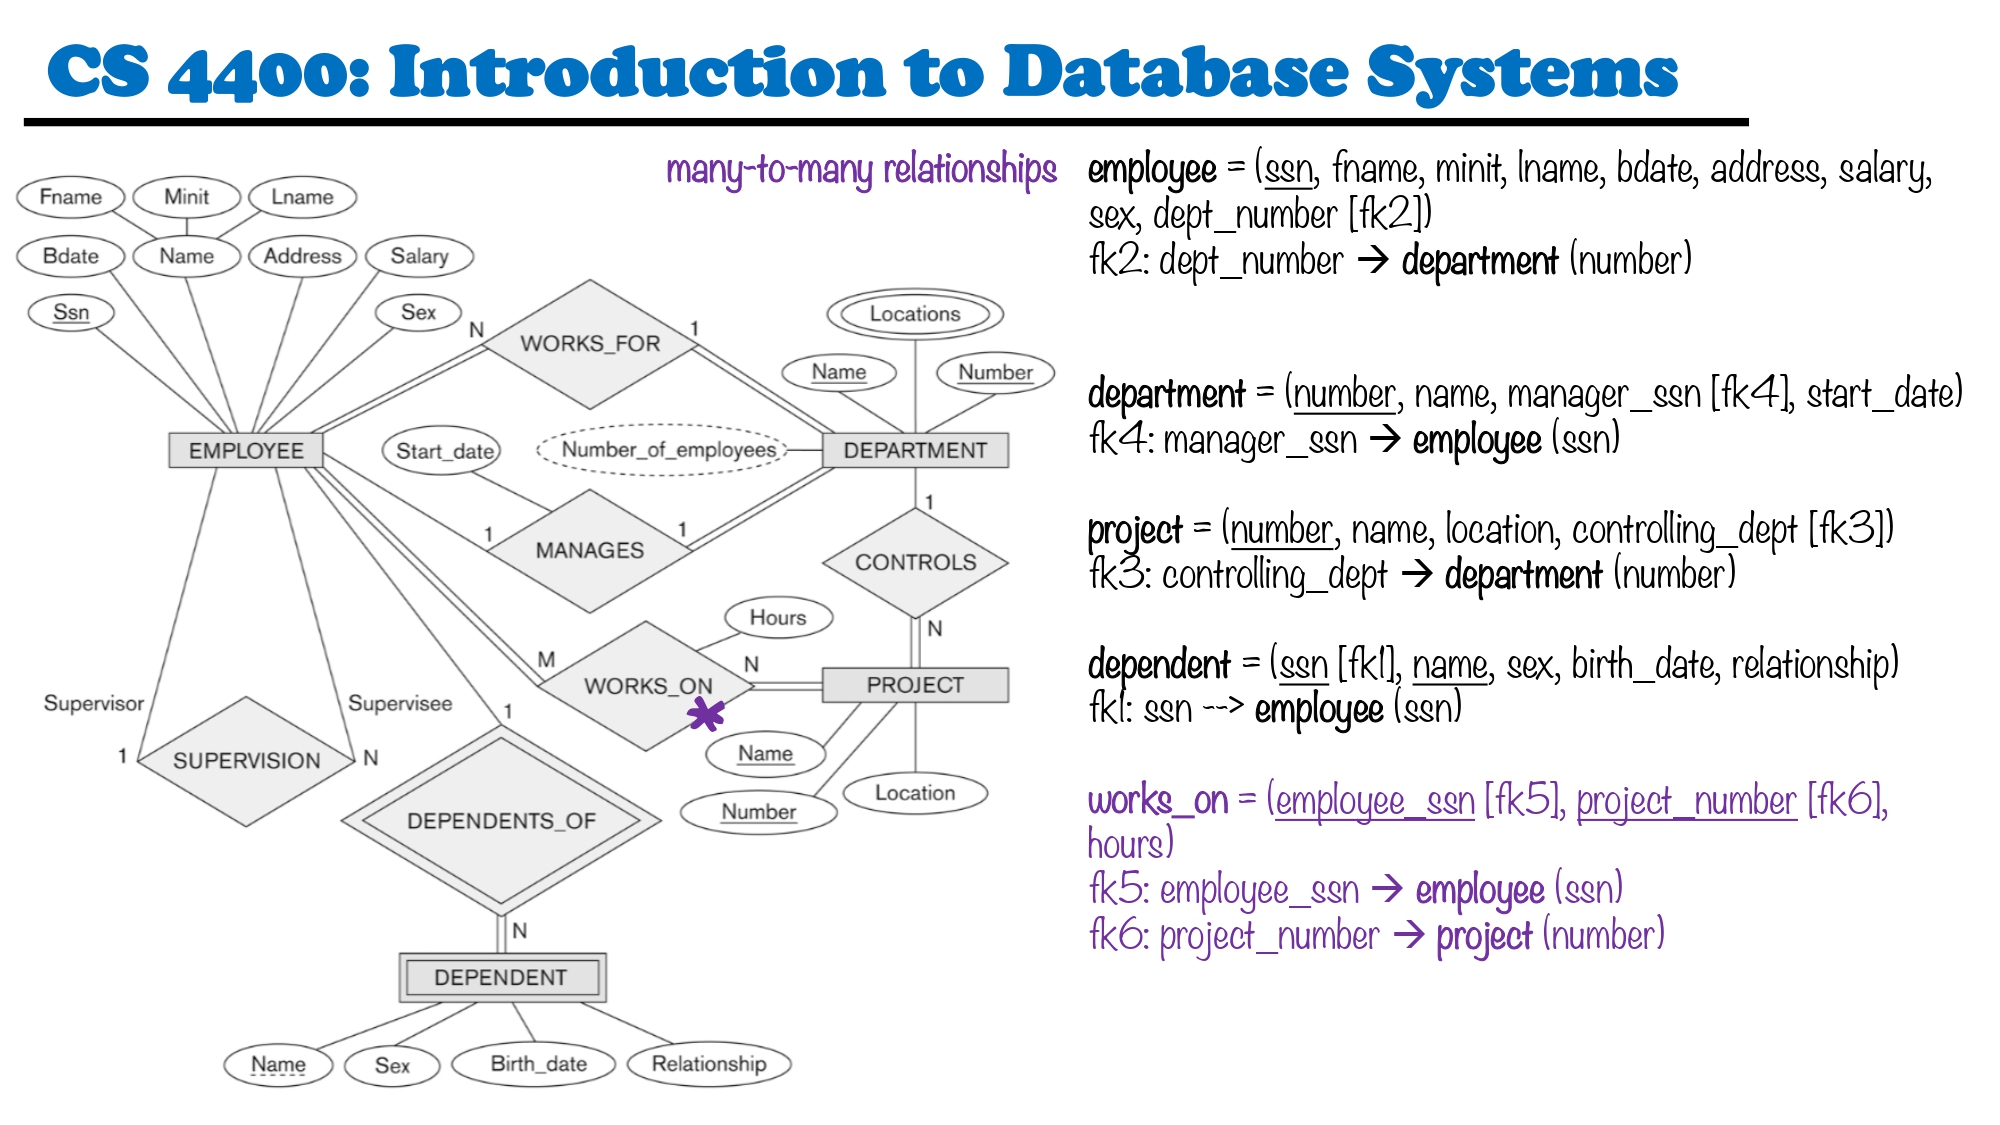 CS 4400: Introduction to Database Systems
many-to-many relationships
Fname
Minit
Lname
Bdate
Name
Address
Salary
Ssn
Sex
N
WORKS_FOR
1
Locations
Name
Number
EMPLOYEE
Start_date
Number_of_employees
DEPARTMENT
1
MANAGES
1
1
CONTROLS
N
Hours
M
WORKS_ON
N
PROJECT
Supervisor
Supervisee
1
SUPERVISION
N
1
Name
Number
Location
DEPENDENTS_OF
N
DEPENDENT
Name
Sex
Birth_date
Relationship
employee = (ssn, fname, minit, lname, bdate, address, salary,
sex, dept_number [fk2])
fk2: dept_number → department (number)
department = (number, name, manager_ssn [fk4], start_date)
fk4: manager_ssn → employee (ssn)
project = (number, name, location, controlling_dept [fk3])
fk3: controlling_dept → department (number)
dependent = (ssn [fk1], name, sex, birth_date, relationship)
fk1: ssn --> employee (ssn)
works_on = (employee_ssn [fk5], project_number [fk6],
hours)
fk5: employee_ssn → employee (ssn)
fk6: project_number → project (number)